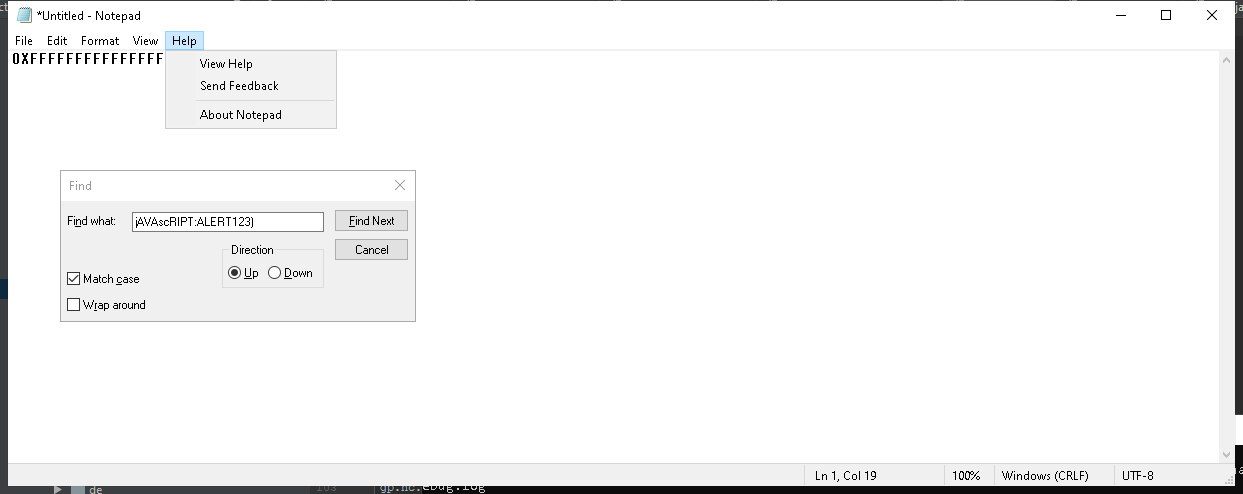 *Untitled - Notepad
File Edit Format View Help
0XFFFFFFFFFFFFFFF
View Help
Send Feedback
About Notepad
Find
Find what: jAVAscRIPT:ALERT123)
Find Next
Direction
Cancel
Up Down
Match case
Wrap around
Ln 1, Col 19 100% Windows (CRLF) UTF-8
de